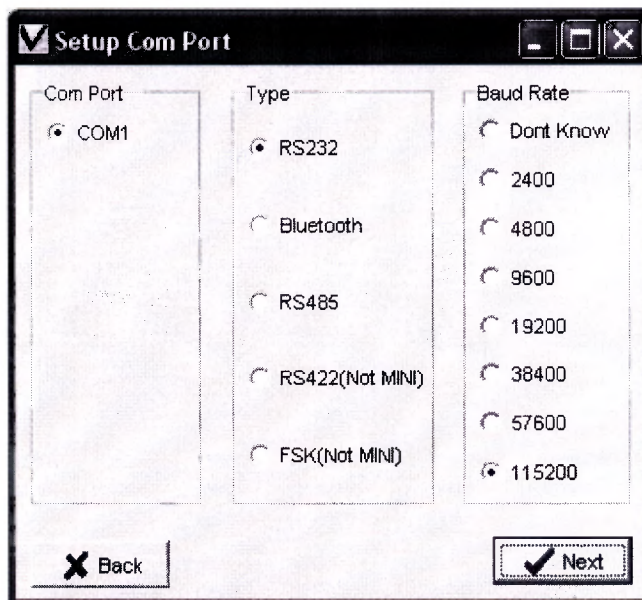 Setup Com Port
Com Port
COM1
Type
RS232
Bluetooth
RS485
RS422(Not MINI)
FSK(Not MINI)
Baud Rate
Dont Know
2400
4800
9600
19200
38400
57600
115200
Back
Next